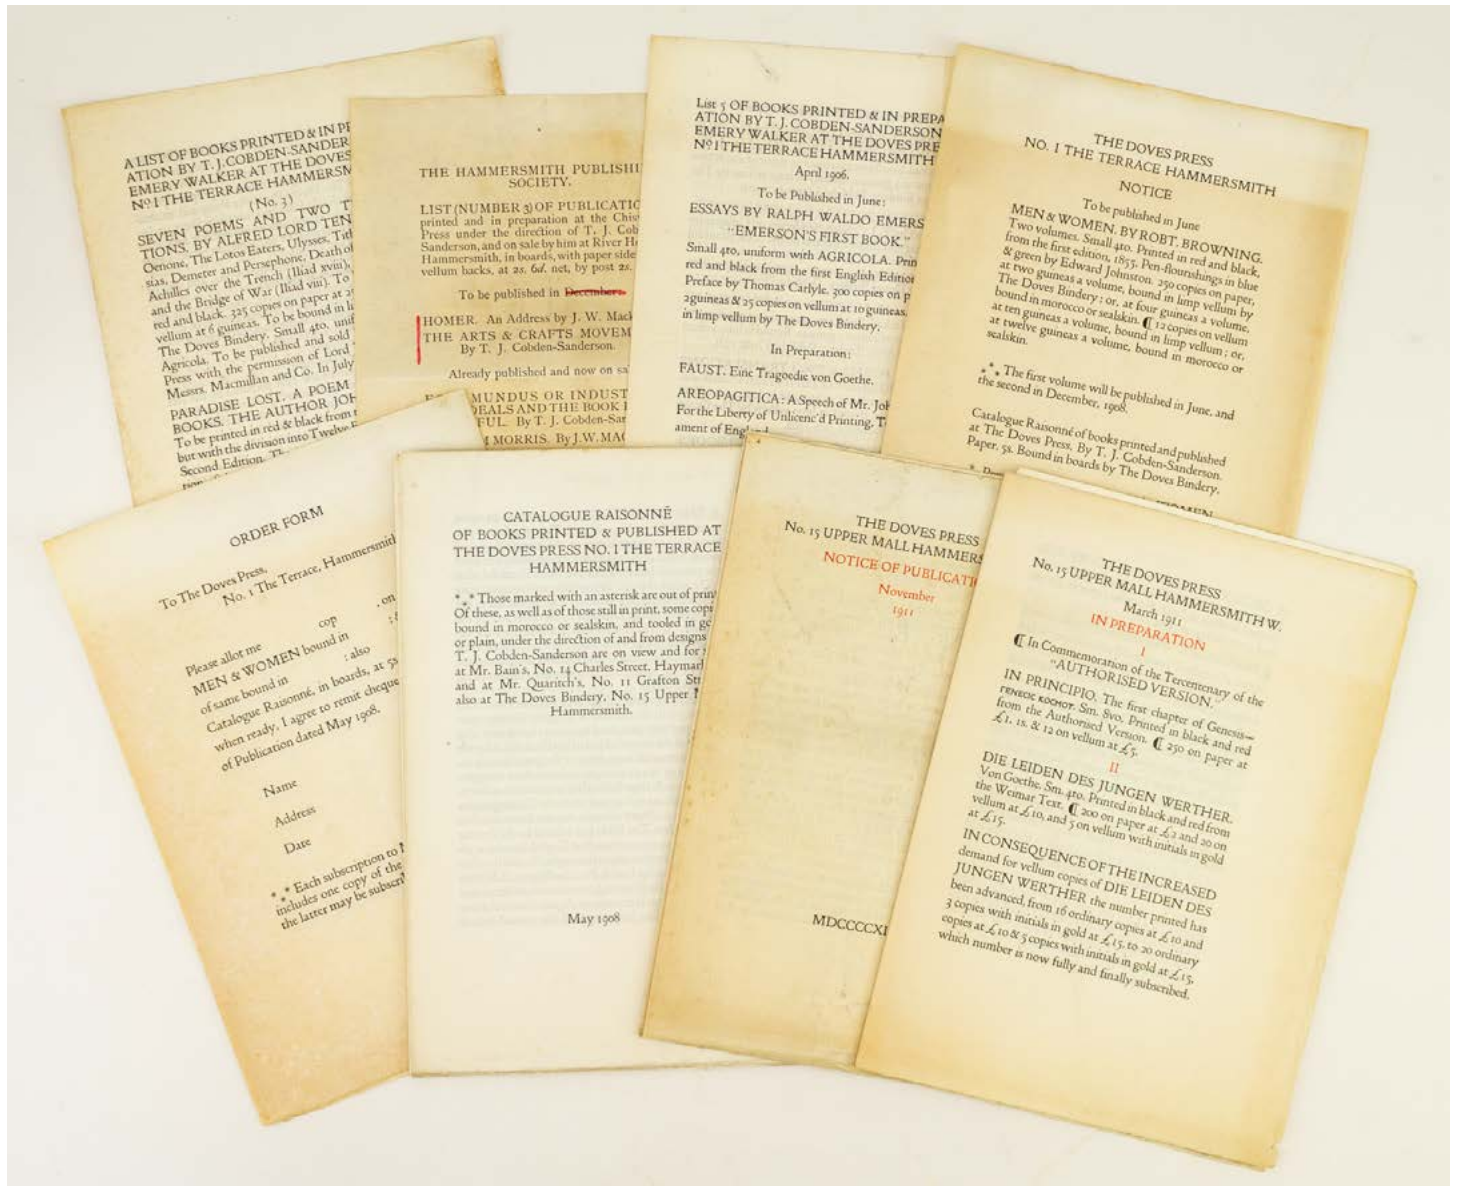 A LIST OF BOOKS PRINTED & IN PR
ATION BY T. J. COBDEN-SANDER
EMERY WALKER AT THE DOVES
Nº 1 THE TERRACE HAMMERSM
(No. 3)
SEVEN POEMS AND TWO T
TIONS. BY ALFRED LORD TEN
Oenone, The Lotos Eaters, Ulysses, Tith
sias, Demeter and Persephone, Death of
Achilles over the Trench (Iliad xviii),
and the Bridge of War (Iliad viii). To
red and black. 325 copies on paper at 2
vellum at 6 guineas. To be bound in li
The Doves Bindery. Small 4to, unif
Agricola. To be published and sold
Press with the permission of Lord
Messrs. Macmillan and Co. In July
PARADISE LOST. A POEM
BOOKS. THE AUTHOR JOH
To be printed in red & black from t
but with the division into Twelve B
Second Edition.
THE HAMMERSMITH PUBLISHI
SOCIETY.
LIST (NUMBER 3) OF PUBLICATIO
printed and in preparation at the Chis
Press under the direction of T. J. Cob
Sanderson, and on sale by him at River H
Hammersmith, in boards, with paper side
vellum backs, at 2s. 6d. net, by post 2s.
To be published in December:
HOMER. An Address by J. W. Mack
THE ARTS & CRAFTS MOVEM
By T. J. Cobden-Sanderson.
Already published and now on sa
MUNDUS OR INDUST
DEALS AND THE BOOK B
FUL. By T. J. Cobden-San
M MORRIS. By J. W. MAC
List 5 OF BOOKS PRINTED & IN PREPA
ATION BY T. J. COBDEN-SANDERSON
EMERY WALKER AT THE DOVES PRE
Nº 1 THE TERRACE HAMMERSMITH
April 1906.
To be Published in June:
ESSAYS BY RALPH WALDO EMERS
"EMERSON'S FIRST BOOK."
Small 4to, uniform with AGRICOLA. Prin
red and black from the first English Edition
Preface by Thomas Carlyle. 300 copies on p
2 guineas & 25 copies on vellum at 10 guineas.
in limp vellum by The Doves Bindery.
In Preparation:
FAUST. Eine Tragoedie von Goethe.
AREOPAGITICA: A Speech of Mr. Joh
For the Liberty of Unlicenc'd Printing, T
ament of England
THE DOVES PRESS
NO. 1 THE TERRACE HAMMERSMITH
NOTICE
To be published in June
MEN & WOMEN. BY ROBT. BROWNING.
Two volumes. Small 4to. Printed in red and black,
from the first edition, 1855. Pen-flourishings in blue
& green by Edward Johnston. 250 copies on paper,
at two guineas a volume, bound in limp vellum by
The Doves Bindery; or, at four guineas a volume,
bound in morocco or sealskin. ¶ 12 copies on vellum
at ten guineas a volume, bound in limp vellum; or,
at twelve guineas a volume, bound in morocco or
sealskin.
*** The first volume will be published in June, and
the second in December, 1908.
Catalogue Raisonné of books printed and published
at The Doves Press. By T. J. Cobden-Sanderson.
Paper, 5s. Bound in boards by The Doves Bindery,
WOMEN
ORDER FORM
To The Doves Press,
No. 1 The Terrace, Hammersmith
Please allot me cop , on
MEN & WOMEN bound in ;
of same bound in : also
Catalogue Raisonné, in boards, at 5s
when ready. I agree to remit cheque
of Publication dated May 1908.
Name
Address
Date
*** Each subscription to M
includes one copy of the
the latter may be subscri
CATALOGUE RAISONNÉ
OF BOOKS PRINTED & PUBLISHED AT
THE DOVES PRESS NO. 1 THE TERRACE
HAMMERSMITH
*** Those marked with an asterisk are out of print
Of these, as well as of those still in print, some copi
bound in morocco or sealskin, and tooled in go
or plain, under the direction of and from designs
T. J. Cobden-Sanderson are on view and for s
at Mr. Bain's, No. 14 Charles Street, Haymark
and at Mr. Quaritch's, No. 11 Grafton Str
also at The Doves Bindery, No. 15 Upper M
Hammersmith.
May 1908
THE DOVES PRESS
No. 15 UPPER MALL HAMMERS
NOTICE OF PUBLICATI
November
1911
MDCCCCXI
THE DOVES PRESS
No. 15 UPPER MALL HAMMERSMITH W.
March 1911
IN PREPARATION
I
¶ In Commemoration of the Tercentenary of the
"AUTHORISED VERSION."
IN PRINCIPIO. The first chapter of Genesis—
ΓΕΝΕCΙC ΚΟCΜΟΥ. Sm. 8vo. Printed in black and red
from the Authorised Version. ¶ 250 on paper at
£1. 1s. & 12 on vellum at £5.
II
DIE LEIDEN DES JUNGEN WERTHER.
Von Goethe. Sm. 4to. Printed in black and red from
the Weimar Text. ¶ 200 on paper at £2 and 20 on
vellum at £10, and 5 on vellum with initials in gold
at £15.
IN CONSEQUENCE OF THE INCREASED
demand for vellum copies of DIE LEIDEN DES
JUNGEN WERTHER the number printed has
been advanced, from 16 ordinary copies at £10 and
3 copies with initials in gold at £15, to 20 ordinary
copies at £10 & 5 copies with initials in gold at £15,
which number is now fully and finally subscribed.